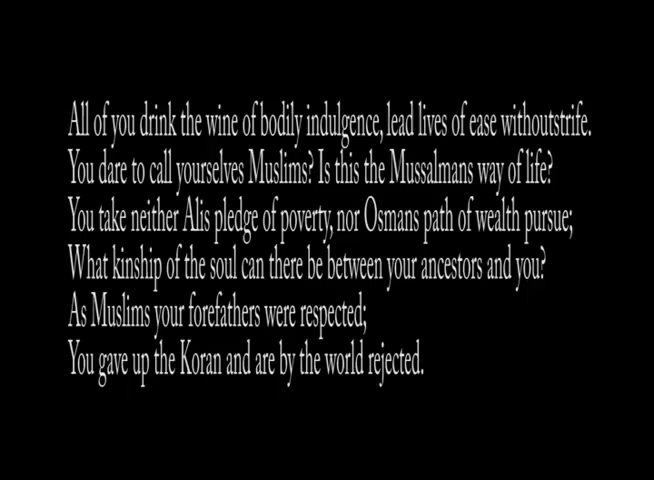 All of you drink the wine of bodily indulgence, lead lives of ease withoutstrife.
You dare to call yourselves Muslims? Is this the Mussalmans way of life?
You take neither Alis pledge of poverty, nor Osmans path of wealth pursue;
What kinship of the soul can there be between your ancestors and you?
As Muslims your forefathers were respected;
You gave up the Koran and are by the world rejected.